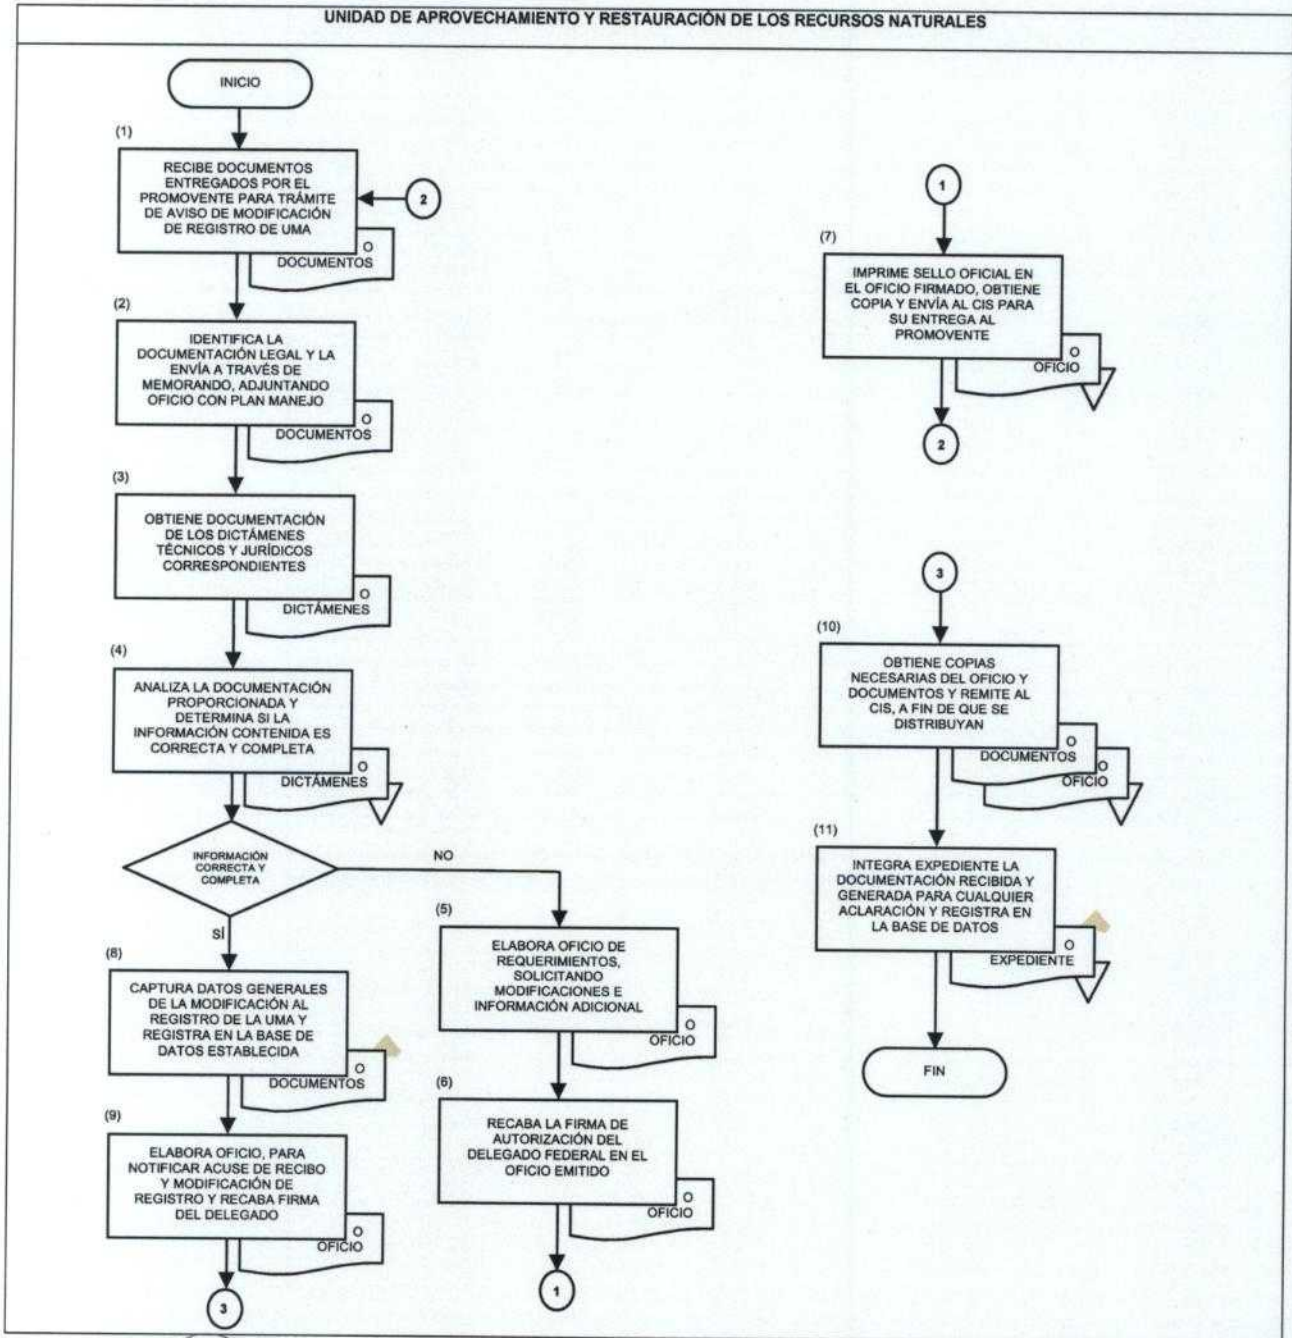 UNIDAD DE APROVECHAMIENTO Y RESTAURACIÓN DE LOS RECURSOS NATURALES
INICIO
(1)
RECIBE DOCUMENTOS
ENTREGADOS POR EL
PROMOVENTE PARA TRÁMITE
DE AVISO DE MODIFICACIÓN
DE REGISTRO DE UMA
2
O
DOCUMENTOS
(2)
IDENTIFICA LA
DOCUMENTACIÓN LEGAL Y LA
ENVÍA A TRAVÉS DE
MEMORANDO, ADJUNTANDO
OFICIO CON PLAN MANEJO
O
DOCUMENTOS
(3)
OBTIENE DOCUMENTACIÓN
DE LOS DICTÁMENES
TÉCNICOS Y JURÍDICOS
CORRESPONDIENTES
O
DICTÁMENES
(4)
ANALIZA LA DOCUMENTACIÓN
PROPORCIONADA Y
DETERMINA SI LA
INFORMACIÓN CONTENIDA ES
CORRECTA Y COMPLETA
O
DICTÁMENES
INFORMACIÓN
CORRECTA Y
COMPLETA
NO
SÍ
(8)
CAPTURA DATOS GENERALES
DE LA MODIFICACIÓN AL
REGISTRO DE LA UMA Y
REGISTRA EN LA BASE DE
DATOS ESTABLECIDA
O
DOCUMENTOS
(9)
ELABORA OFICIO, PARA
NOTIFICAR ACUSE DE RECIBO
Y MODIFICACIÓN DE
REGISTRO Y RECABA FIRMA
DEL DELEGADO
O
OFICIO
3
(5)
ELABORA OFICIO DE
REQUERIMIENTOS,
SOLICITANDO
MODIFICACIONES E
INFORMACIÓN ADICIONAL
O
OFICIO
(6)
RECABA LA FIRMA DE
AUTORIZACIÓN DEL
DELEGADO FEDERAL EN EL
OFICIO EMITIDO
O
OFICIO
1
1
(7)
IMPRIME SELLO OFICIAL EN
EL OFICIO FIRMADO, OBTIENE
COPIA Y ENVÍA AL CIS PARA
SU ENTREGA AL
PROMOVENTE
O
OFICIO
2
3
(10)
OBTIENE COPIAS
NECESARIAS DEL OFICIO Y
DOCUMENTOS Y REMITE AL
CIS, A FIN DE QUE SE
DISTRIBUYAN
O
DOCUMENTOS
O
OFICIO
(11)
INTEGRA EXPEDIENTE LA
DOCUMENTACIÓN RECIBIDA Y
GENERADA PARA CUALQUIER
ACLARACIÓN Y REGISTRA EN
LA BASE DE DATOS
O
EXPEDIENTE
FIN